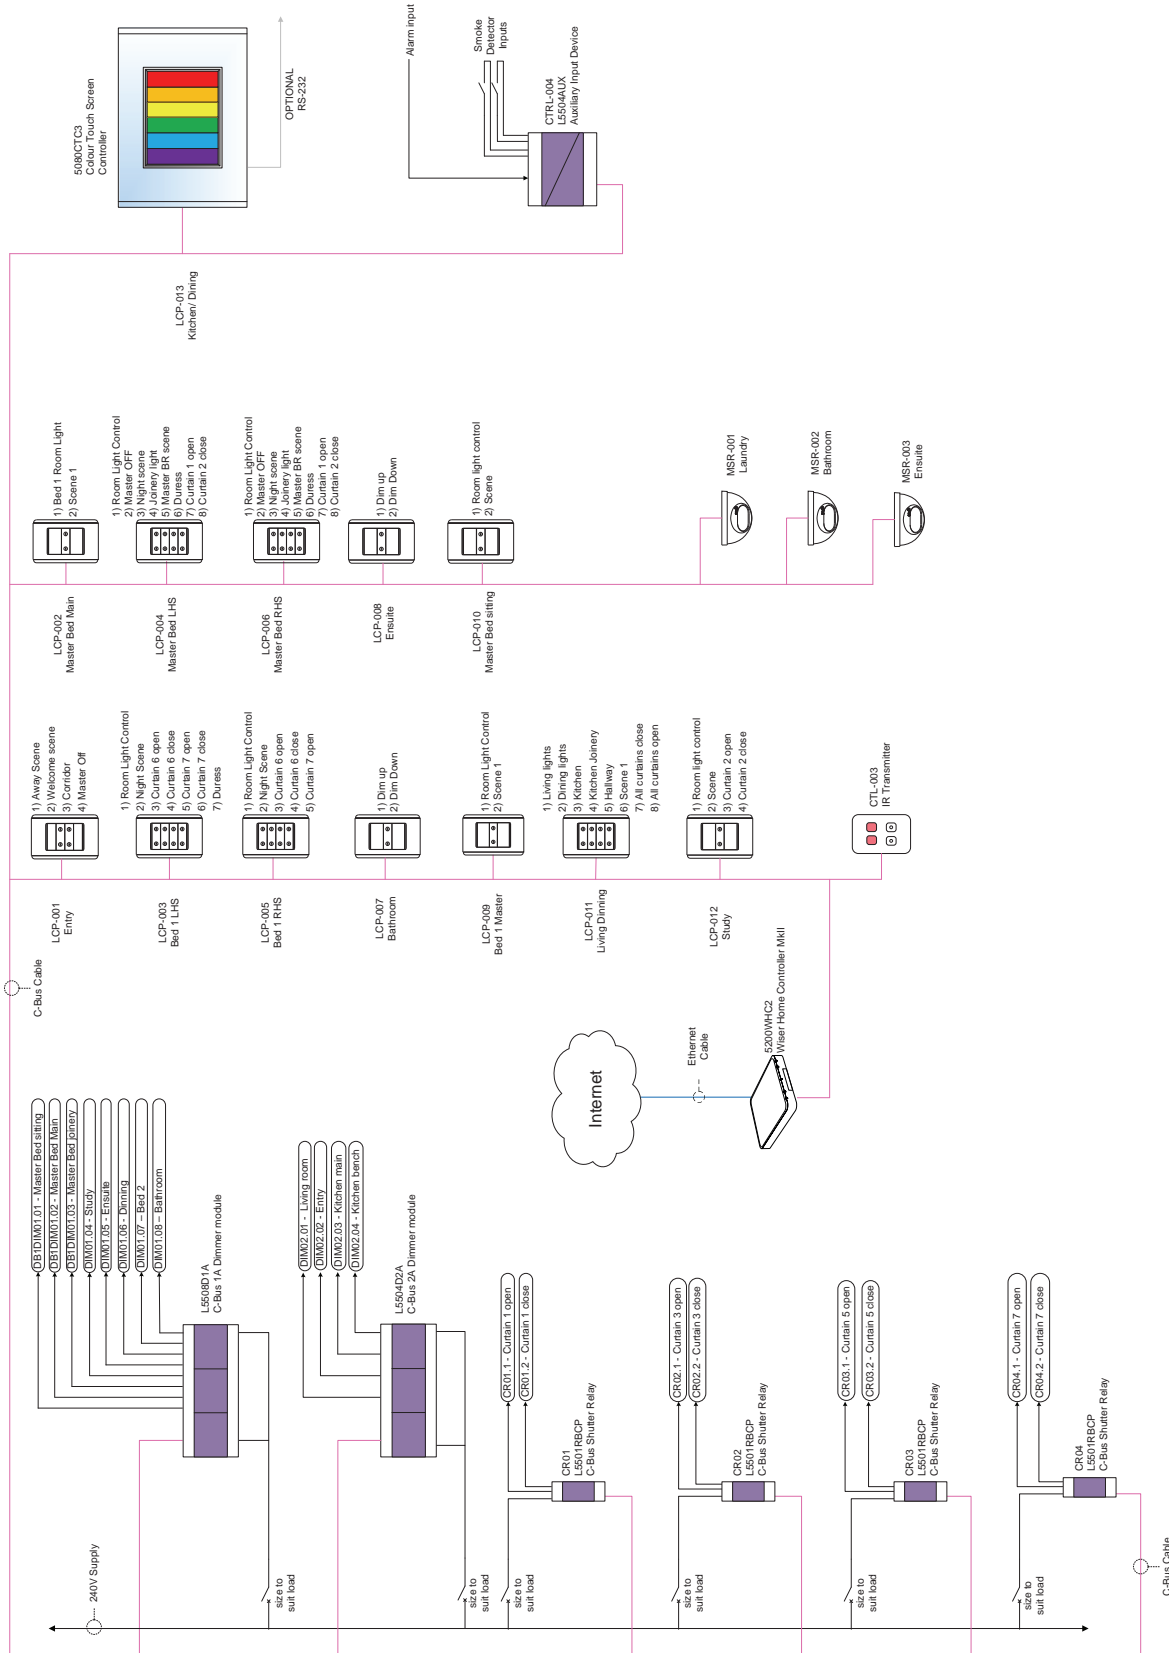 240V Supply
size to
suit load
size to
suit load
size to
suit load
size to
suit load
size to
suit load
size to
suit load
C-Bus Cable
DB1DIM01.01 - Master Bed sitting
DB1DIM01.02 - Master Bed Main
DB1DIM01.03 - Master Bed joinery
DIM01.04 - Study
DIM01.05 - Ensuite
DIM01.06 - Dinning
DIM01.07 – Bed 2
DIM01.08 – Bathroom
L5508D1A
C-Bus 1A Dimmer module
DIM02.01 - Living room
DIM02.02 - Entry
DIM02.03 - Kitchen main
DIM02.04 - Kitchen bench
L5504D2A
C-Bus 2A Dimmer module
CR01.1 - Curtain 1 open
CR01.2 - Curtain 1 close
CR01
L5501RBCP
C-Bus Shutter Relay
CR02.1 - Curtain 3 open
CR02.2 - Curtain 3 close
CR02
L5501RBCP
C-Bus Shutter Relay
CR03.1 - Curtain 5 open
CR03.2 - Curtain 5 close
CR03
L5501RBCP
C-Bus Shutter Relay
CR04.1 - Curtain 7 open
CR04.2 - Curtain 7 close
CR04
L5501RBCP
C-Bus Shutter Relay
C-Bus Cable
Internet
Ethernet
Cable
5200WHC2
Wiser Home Controller MkII
LCP-001
Entry
1) Away Scene
2) Welcome scene
3) Corridor
4) Master Off
LCP-003
Bed 1 LHS
1) Room Light Control
2) Night Scene
3) Curtain 6 open
4) Curtain 6 close
5) Curtain 7 open
6) Curtain 7 close
7) Duress
LCP-005
Bed 1 RHS
1) Room Light Control
2) Night Scene
3) Curtain 6 open
4) Curtain 6 close
5) Curtain 7 open
LCP-007
Bathroom
1) Dim up
2) Dim Down
LCP-009
Bed 1 Master
1) Room Light Control
2) Scene 1
LCP-011
Living Dinning
1) Living lights
2) Dining lights
3) Kitchen
4) Kitchen Joinery
5) Hallway
6) Scene 1
7) All curtains close
8) All curtains open
LCP-012
Study
1) Room light control
2) Scene
3) Curtain 2 open
4) Curtain 2 close
CTL-003
IR Transmitter
LCP-002
Master Bed Main
1) Bed 1 Room Light
2) Scene 1
LCP-004
Master Bed LHS
1) Room Light Control
2) Master OFF
3) Night scene
4) Joinery light
5) Master BR scene
6) Duress
7) Curtain 1 open
8) Curtain 2 close
LCP-006
Master Bed RHS
1) Room Light Control
2) Master OFF
3) Night scene
4) Joinery light
5) Master BR scene
6) Duress
7) Curtain 1 open
8) Curtain 2 close
LCP-008
Ensuite
1) Dim up
2) Dim Down
LCP-010
Master Bed sitting
1) Room light control
2) Scene
MSR-001
Laundry
MSR-002
Bathroom
MSR-003
Ensuite
LCP-013
Kitchen/ Dining
5080CTC3
Colour Touch Screen
Controller
OPTIONAL
RS-232
Alarm input
Smoke
Detector
Inputs
CTRL-004
L5504AUX
Auxiliary Input Device